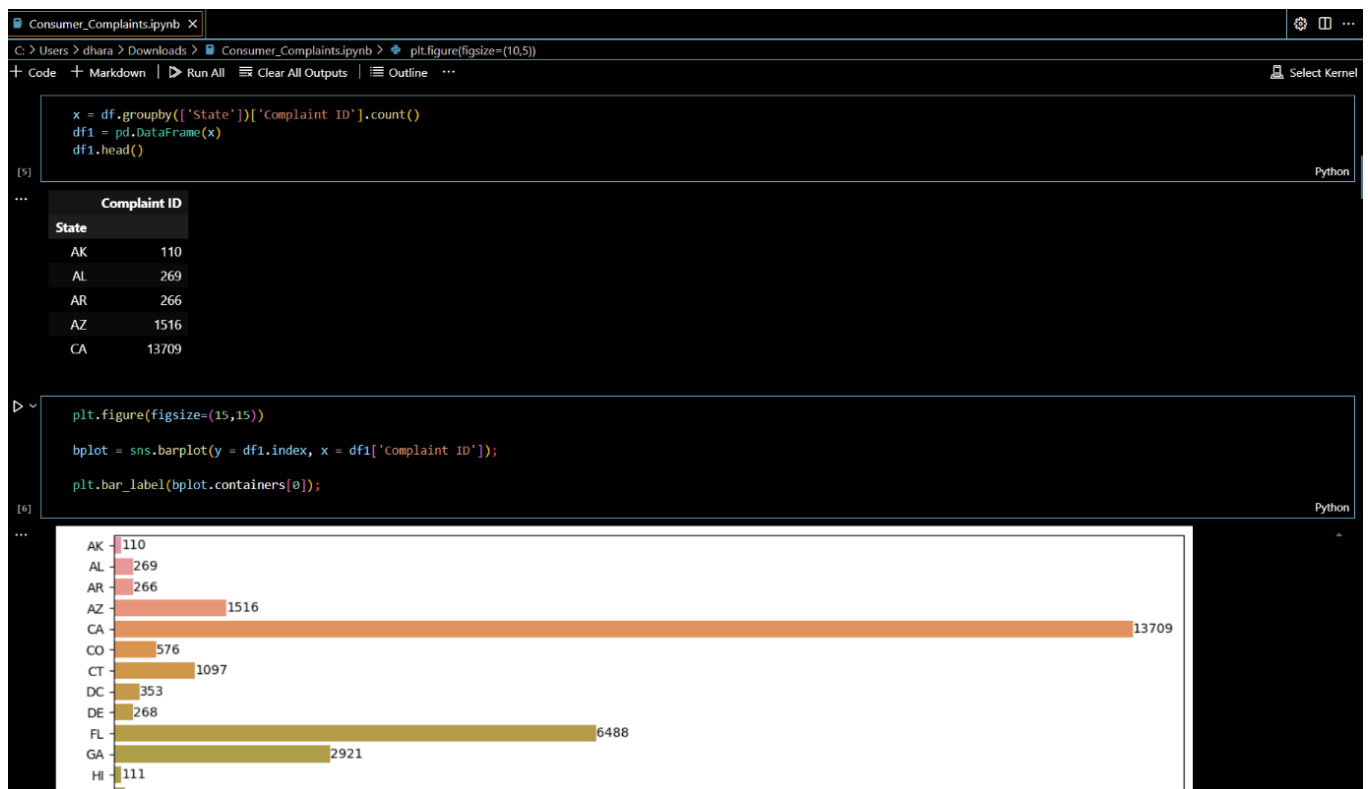 Consumer_Complaints.ipynb
C: > Users > dhara > Downloads > Consumer_Complaints.ipynb > plt.figure(figsize=(10,5))
+ Code + Markdown | Run All Clear All Outputs | Outline ... Select Kernel
x = df.groupby(['State'])['Complaint ID'].count()
df1 = pd.DataFrame(x)
df1.head()
[5] Python
Complaint ID
State
AK 110
AL 269
AR 266
AZ 1516
CA 13709
plt.figure(figsize=(15,15))
bplot = sns.barplot(y = df1.index, x = df1['Complaint ID']);
plt.bar_label(bplot.containers[0]);
[6] Python
AK 110
AL 269
AR 266
AZ 1516
CA 13709
CO 576
CT 1097
DC 353
DE 268
FL 6488
GA 2921
HI 111